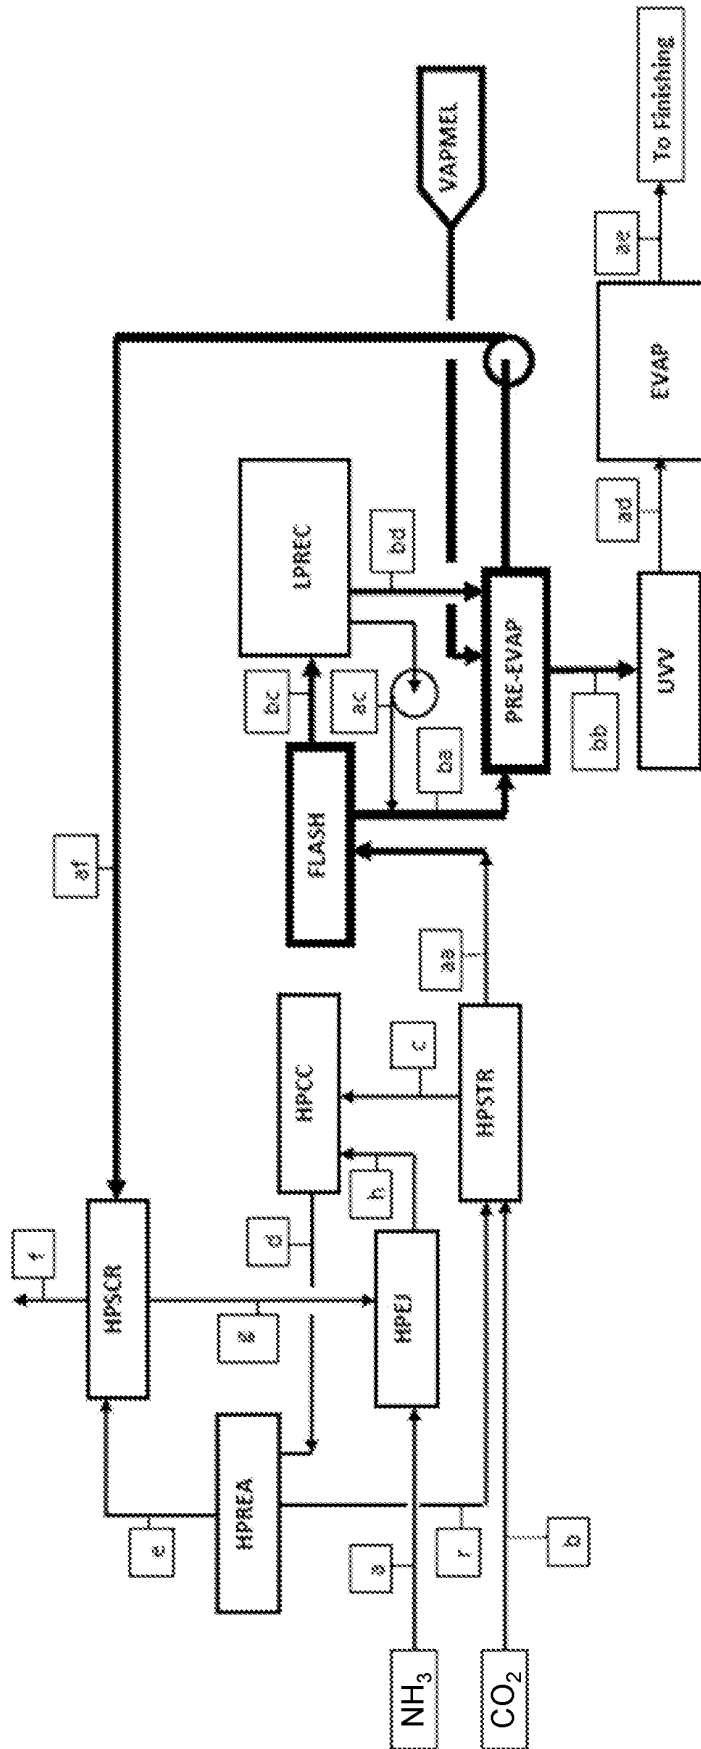 VAPMEL
To Finishing
af
LPREC
bc
ac
bd
FLASH
ba
PRE-EVAP
EVAP
ae
ad
UVV
bb
f
HPSCR
e
HPREA
d
HPCC
g
h
c
aa
HPEJ
HPSTR
a
r
b
NH₃
CO₂